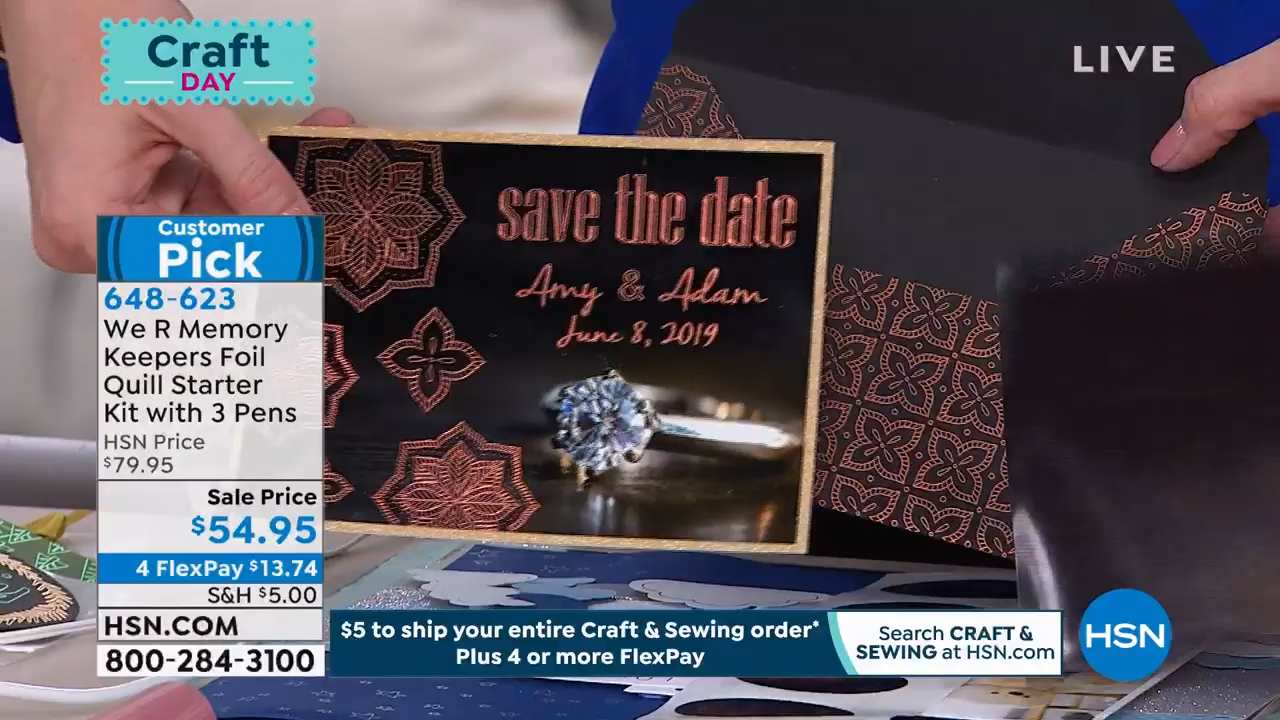 Craft
DAY
LIVE
save the date
Amy & Adam
June 8, 2019
Customer
Pick
648-623
We R Memory
Keepers Foil
Quill Starter
Kit with 3 Pens
HSN Price
$79.95
Sale Price
$54.95
4 FlexPay $13.74
S&H $5.00
HSN.COM
800-284-3100
$5 to ship your entire Craft & Sewing order*
Plus 4 or more FlexPay
Search CRAFT &
SEWING at HSN.com
HSN